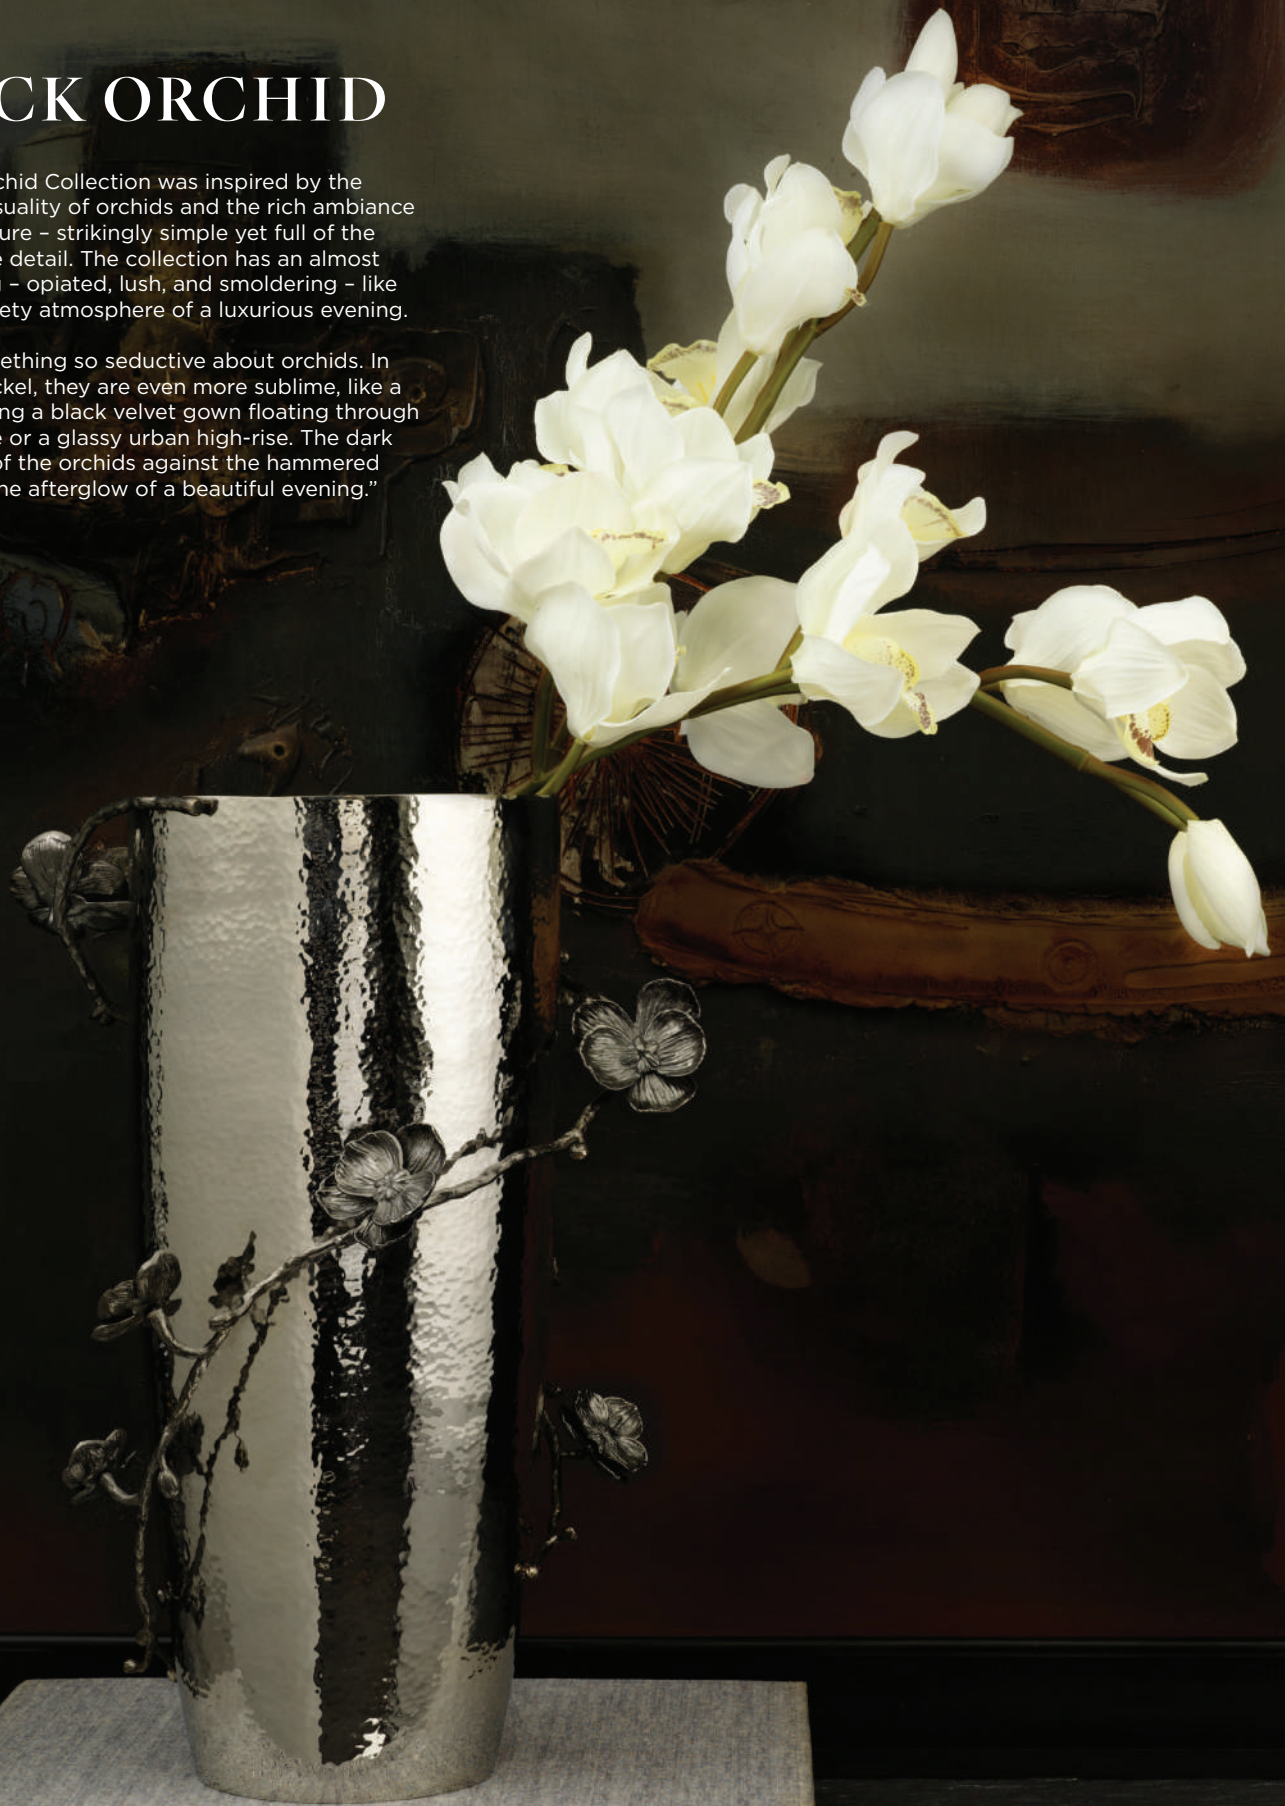 CK ORCHID
chid Collection was inspired by the
suality of orchids and the rich ambiance
ure – strikingly simple yet full of the
e detail. The collection has an almost
– opiated, lush, and smoldering – like
ety atmosphere of a luxurious evening.
ething so seductive about orchids. In
ckel, they are even more sublime, like a
ng a black velvet gown floating through
e or a glassy urban high-rise. The dark
of the orchids against the hammered
he afterglow of a beautiful evening.”